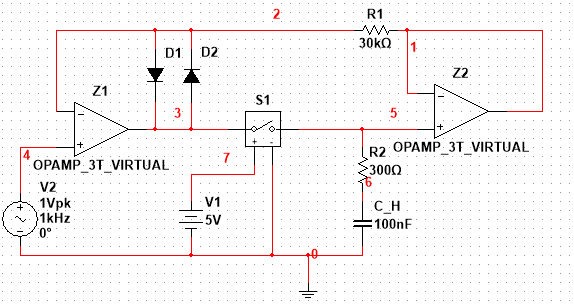 2
R1
30kΩ
1
D1
D2
Z1
Z2
3
S1
5
4
OPAMP_3T_VIRTUAL
OPAMP_3T_VIRTUAL
7
R2
300Ω
6
V2
1Vpk
1kHz
0°
V1
5V
C_H
100nF
0